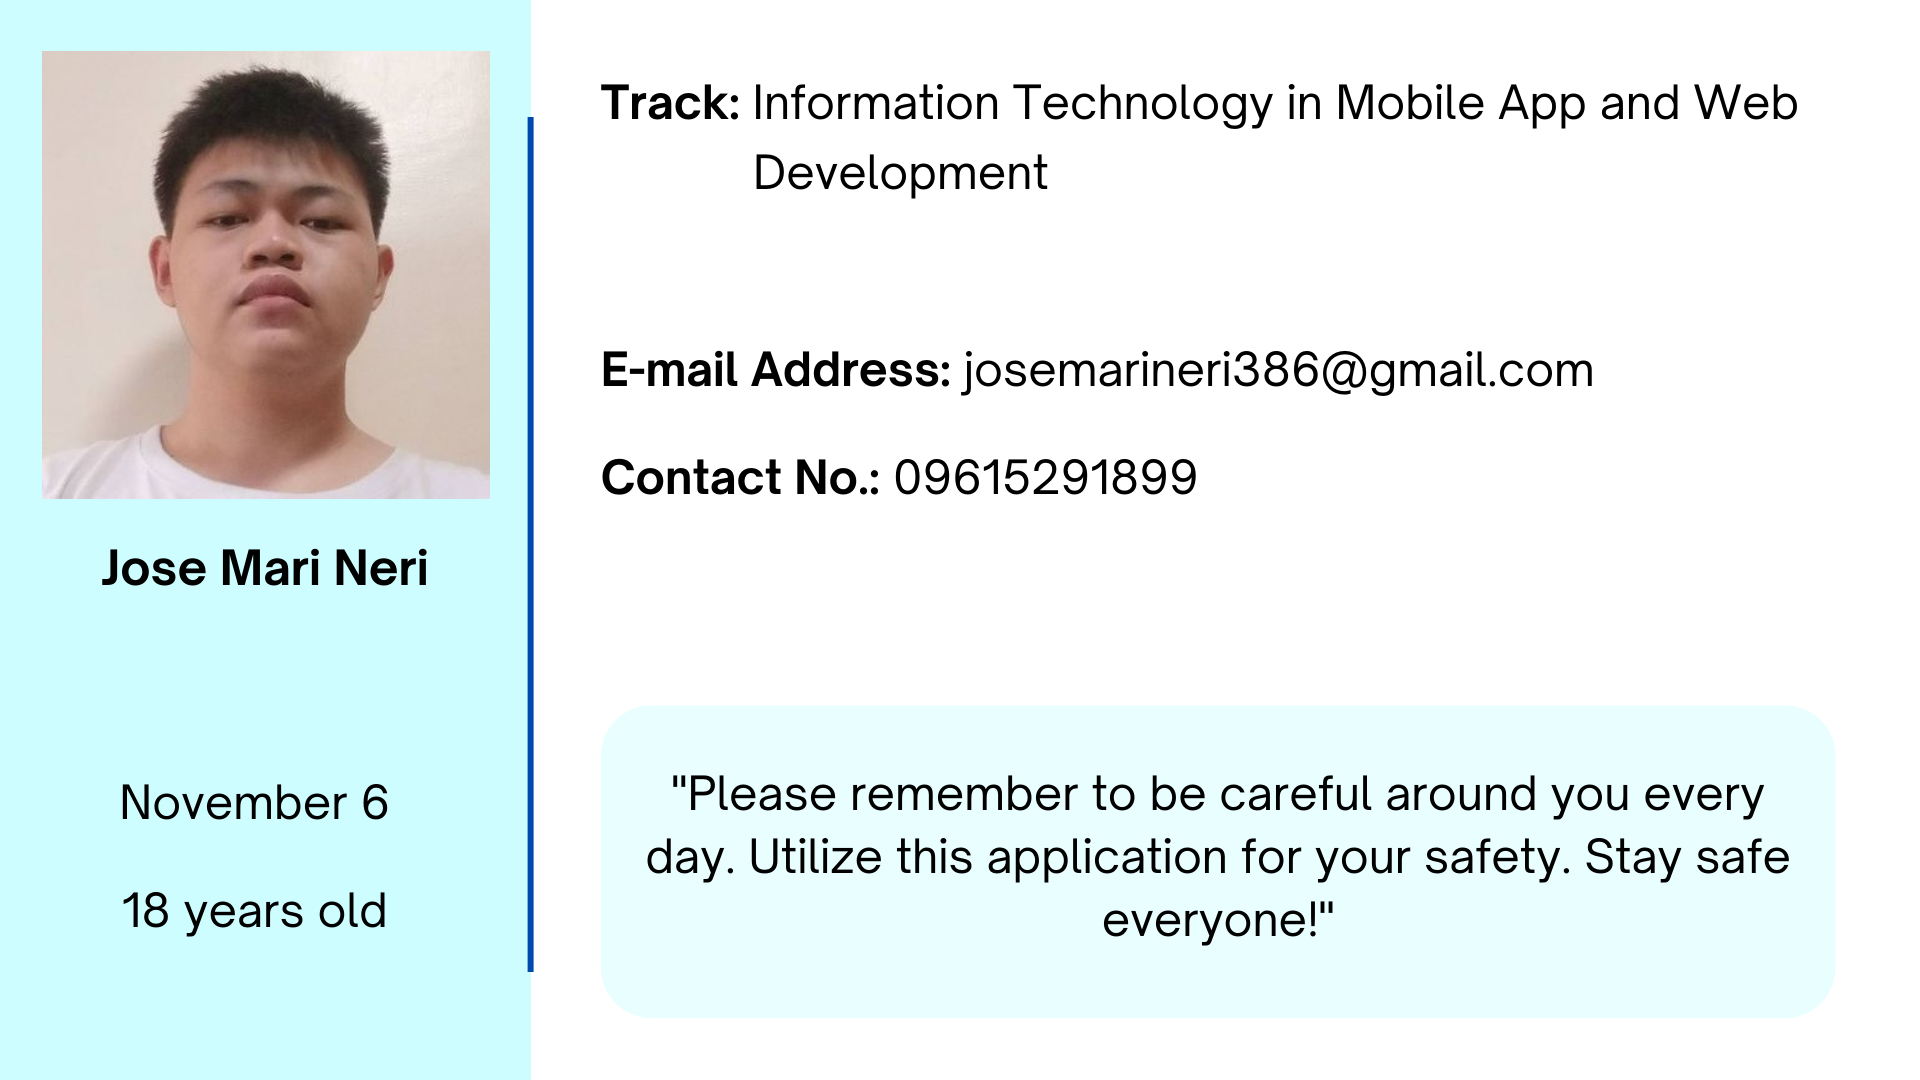 Jose Mari Neri
November 6
18 years old
Track: Information Technology in Mobile App and Web
Development
E-mail Address: josemarineri386@gmail.com
Contact No.: 09615291899
"Please remember to be careful around you every
day. Utilize this application for your safety. Stay safe
everyone!"